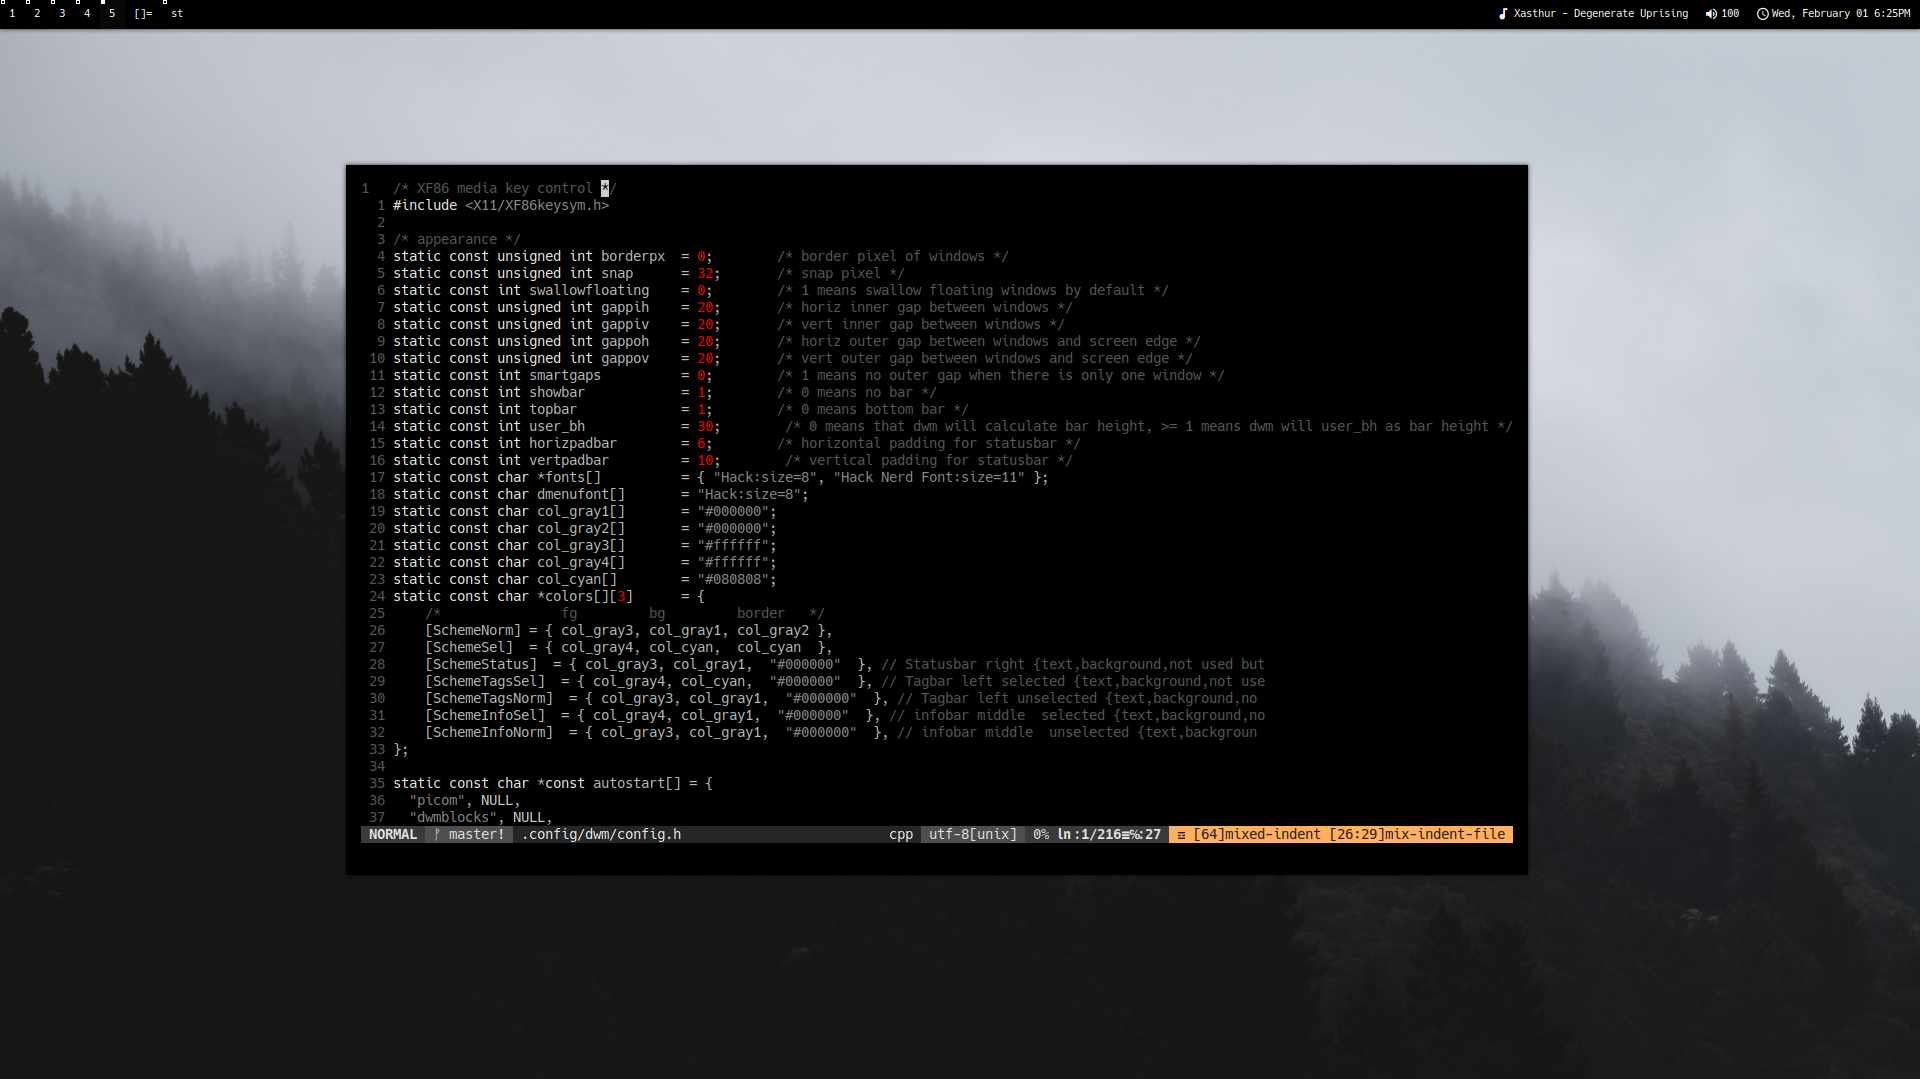 1 2 3 4 5 []= st Xasthur - Degenerate Uprising 100 Wed, February 01 6:25PM
1 /* XF86 media key control */
1 #include <X11/XF86keysym.h>
2
3 /* appearance */
4 static const unsigned int borderpx = 0; /* border pixel of windows */
5 static const unsigned int snap = 32; /* snap pixel */
6 static const int swallowfloating = 0; /* 1 means swallow floating windows by default */
7 static const unsigned int gappih = 20; /* horiz inner gap between windows */
8 static const unsigned int gappiv = 20; /* vert inner gap between windows */
9 static const unsigned int gappoh = 20; /* horiz outer gap between windows and screen edge */
10 static const unsigned int gappov = 20; /* vert outer gap between windows and screen edge */
11 static const int smartgaps = 0; /* 1 means no outer gap when there is only one window */
12 static const int showbar = 1; /* 0 means no bar */
13 static const int topbar = 1; /* 0 means bottom bar */
14 static const int user_bh = 30; /* 0 means that dwm will calculate bar height, >= 1 means dwm will user_bh as bar height */
15 static const int horizpadbar = 6; /* horizontal padding for statusbar */
16 static const int vertpadbar = 10; /* vertical padding for statusbar */
17 static const char *fonts[] = { "Hack:size=8", "Hack Nerd Font:size=11" };
18 static const char dmenufont[] = "Hack:size=8";
19 static const char col_gray1[] = "#000000";
20 static const char col_gray2[] = "#000000";
21 static const char col_gray3[] = "#ffffff";
22 static const char col_gray4[] = "#ffffff";
23 static const char col_cyan[] = "#080808";
24 static const char *colors[][3] = {
25 /* fg bg border */
26 [SchemeNorm] = { col_gray3, col_gray1, col_gray2 },
27 [SchemeSel] = { col_gray4, col_cyan, col_cyan },
28 [SchemeStatus] = { col_gray3, col_gray1, "#000000" }, // Statusbar right {text,background,not used but
29 [SchemeTagsSel] = { col_gray4, col_cyan, "#000000" }, // Tagbar left selected {text,background,not use
30 [SchemeTagsNorm] = { col_gray3, col_gray1, "#000000" }, // Tagbar left unselected {text,background,no
31 [SchemeInfoSel] = { col_gray4, col_gray1, "#000000" }, // infobar middle selected {text,background,no
32 [SchemeInfoNorm] = { col_gray3, col_gray1, "#000000" }, // infobar middle unselected {text,backgroun
33 };
34
35 static const char *const autostart[] = {
36 "picom", NULL,
37 "dwmblocks", NULL,
NORMAL ᚠ master! .config/dwm/config.h cpp utf-8[unix] 0% ln:1/216≡℅:27 ☲ [64]mixed-indent [26:29]mix-indent-file